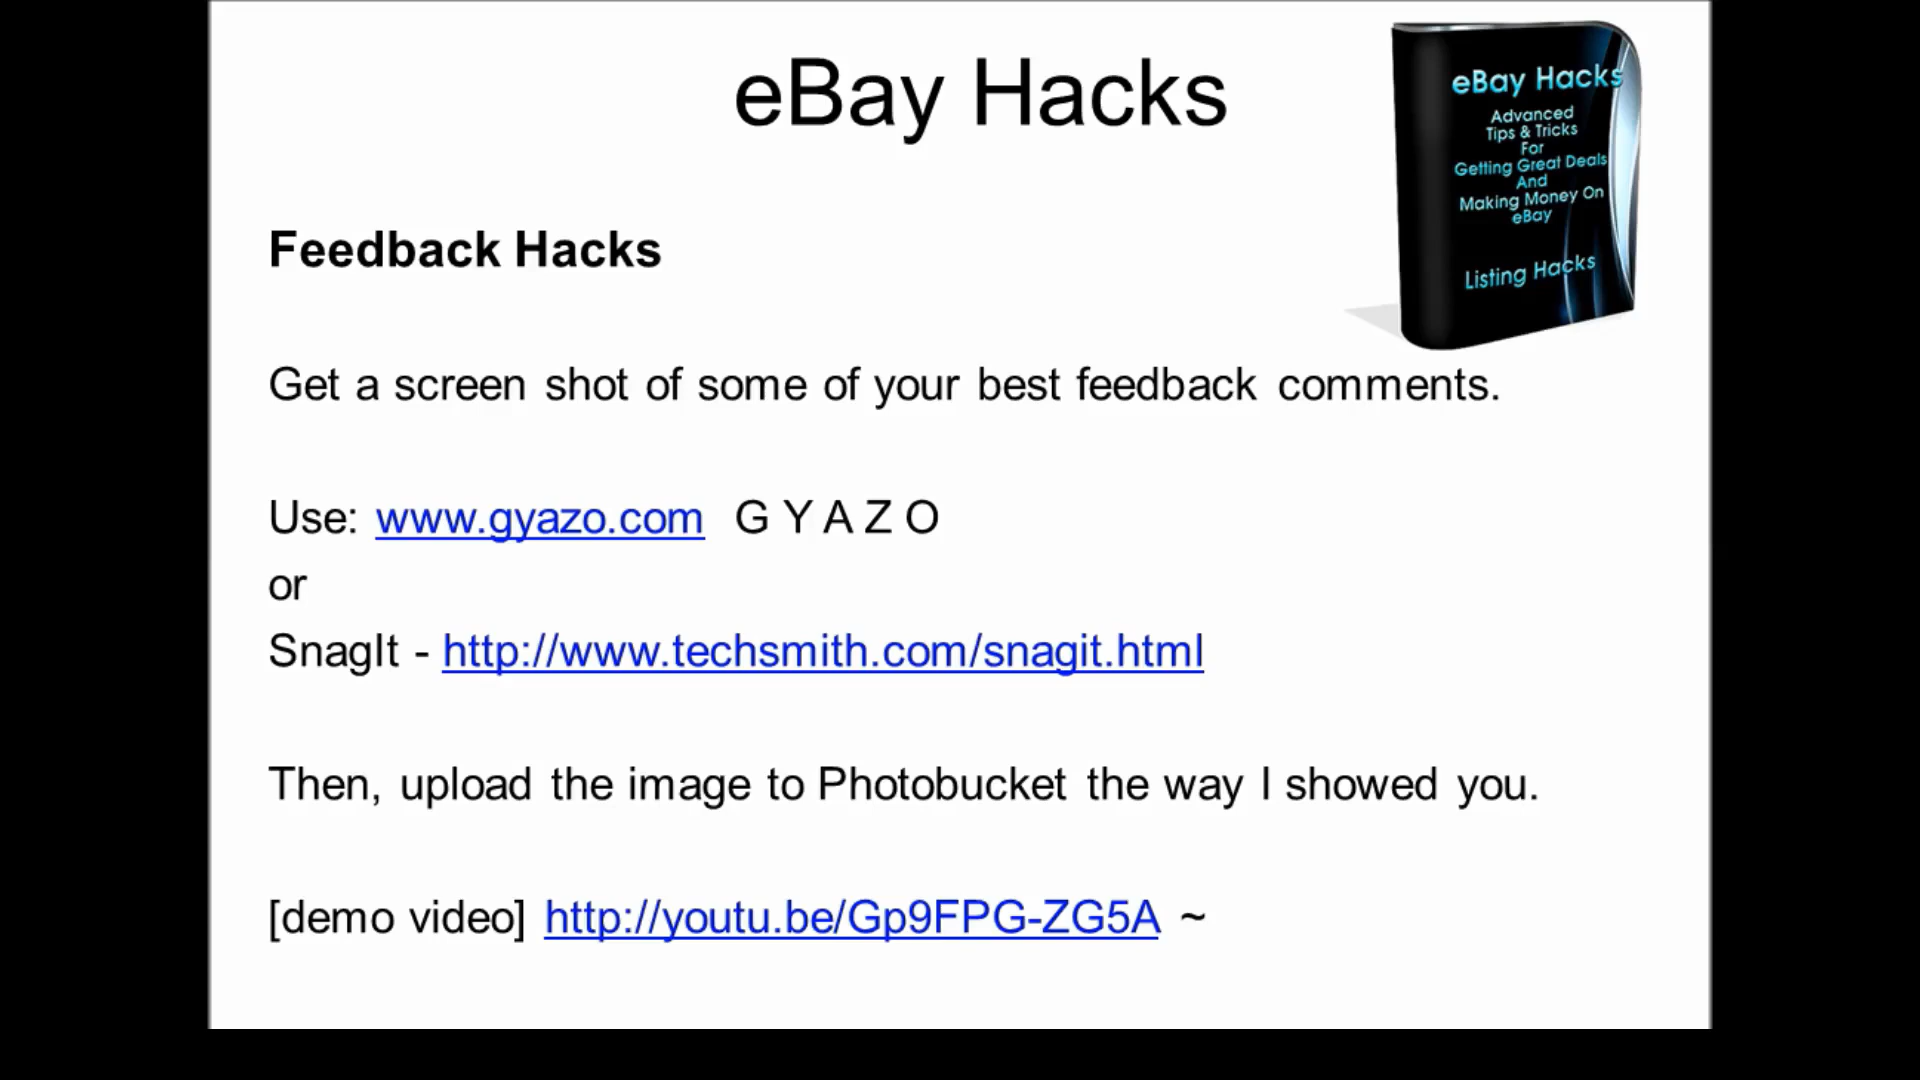 eBay Hacks
eBay Hacks
Advanced
Tips & Tricks
For
Getting Great Deals
And
Making Money On
eBay
Listing Hacks
Feedback Hacks
Get a screen shot of some of your best feedback comments.
Use: www.gyazo.com G Y A Z O
or
SnagIt - http://www.techsmith.com/snagit.html
Then, upload the image to Photobucket the way I showed you.
[demo video] http://youtu.be/Gp9FPG-ZG5A ~